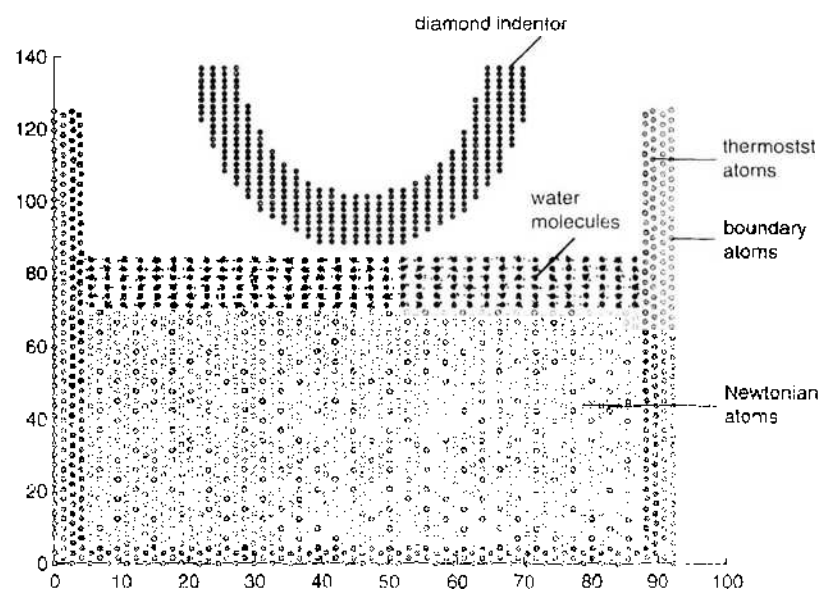 diamond indentor
140
120
100
80
60
40
20
0
thermostst
atoms
water
molecules
boundary
atoms
Newtonian
atoms
0 10 20 30 40 50 60 70 80 90 100